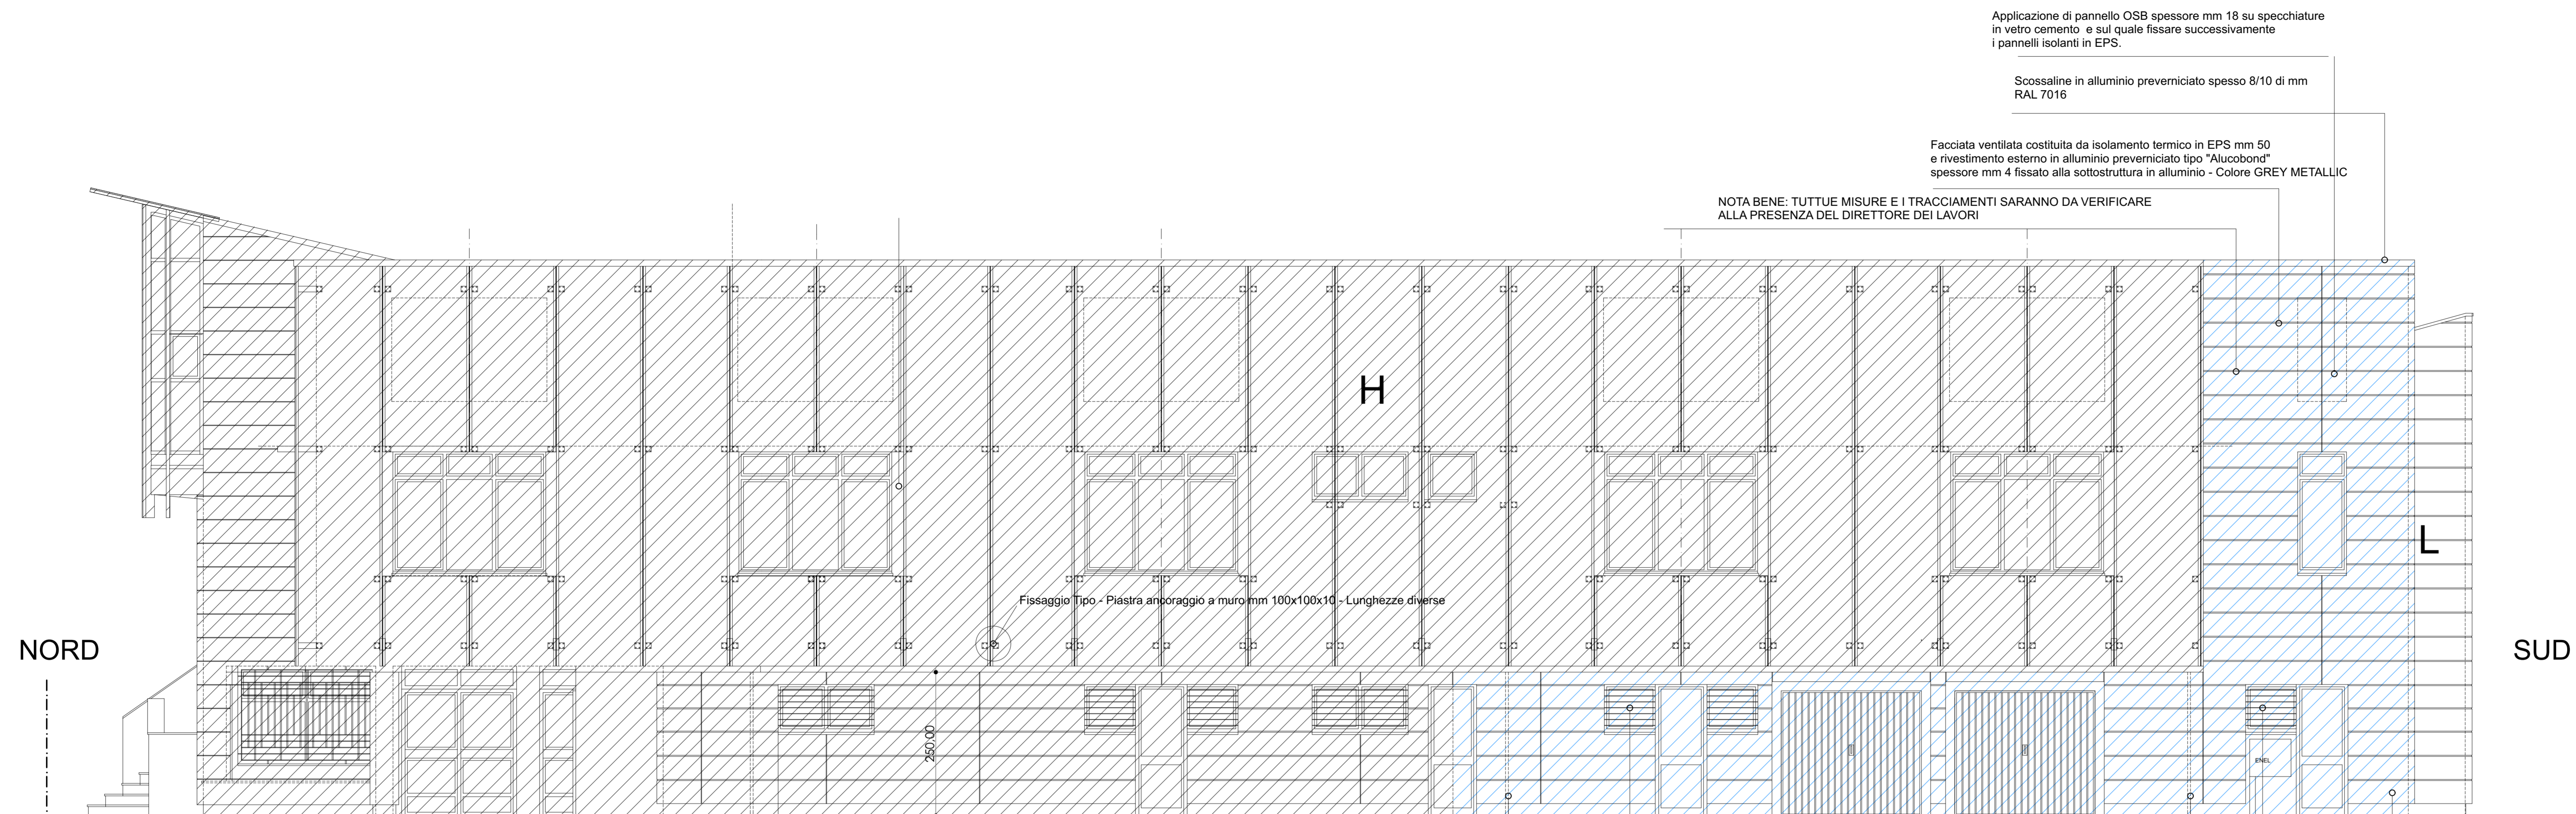 Applicazione di pannello OSB spessore mm 18 su specchiature
in vetro cemento e sul quale fissare successivamente
i pannelli isolanti in EPS.
Scossaline in alluminio preverniciato spesso 8/10 di mm
RAL 7016
Facciata ventilata costituita da isolamento termico in EPS mm 50
e rivestimento esterno in alluminio preverniciato tipo "Alucobond"
spessore mm 4 fissato alla sottostruttura in alluminio - Colore GREY METALLIC
NOTA BENE: TUTTUE MISURE E I TRACCIAMENTI SARANNO DA VERIFICARE
ALLA PRESENZA DEL DIRETTORE DEI LAVORI
H
L
Fissaggio Tipo - Piastra ancoraggio a muro mm 100x100x10 - Lunghezze diverse
NORD
SUD
250.00
ENEL